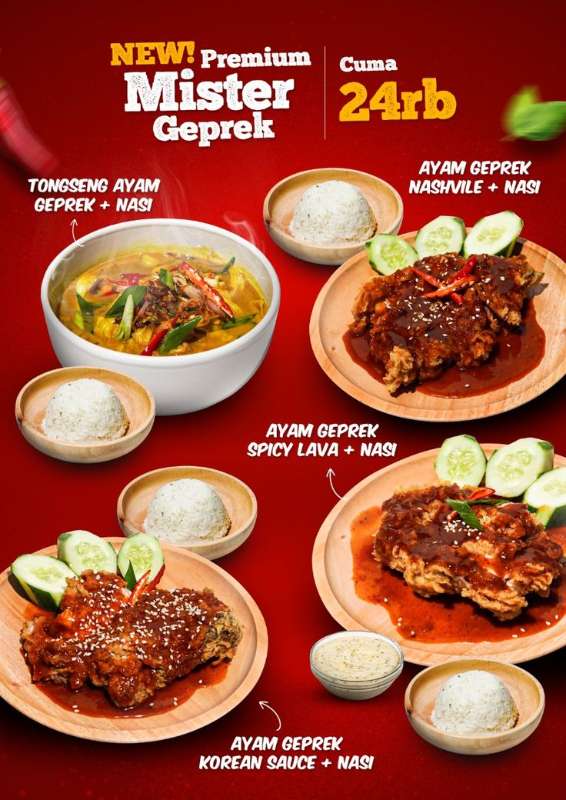 NEW! Premium
Mister
Geprek
Cuma
24rb
TONGSENG AYAM
GEPREK + NASI
AYAM GEPREK
NASHVILE + NASI
AYAM GEPREK
SPICY LAVA + NASI
AYAM GEPREK
KOREAN SAUCE + NASI